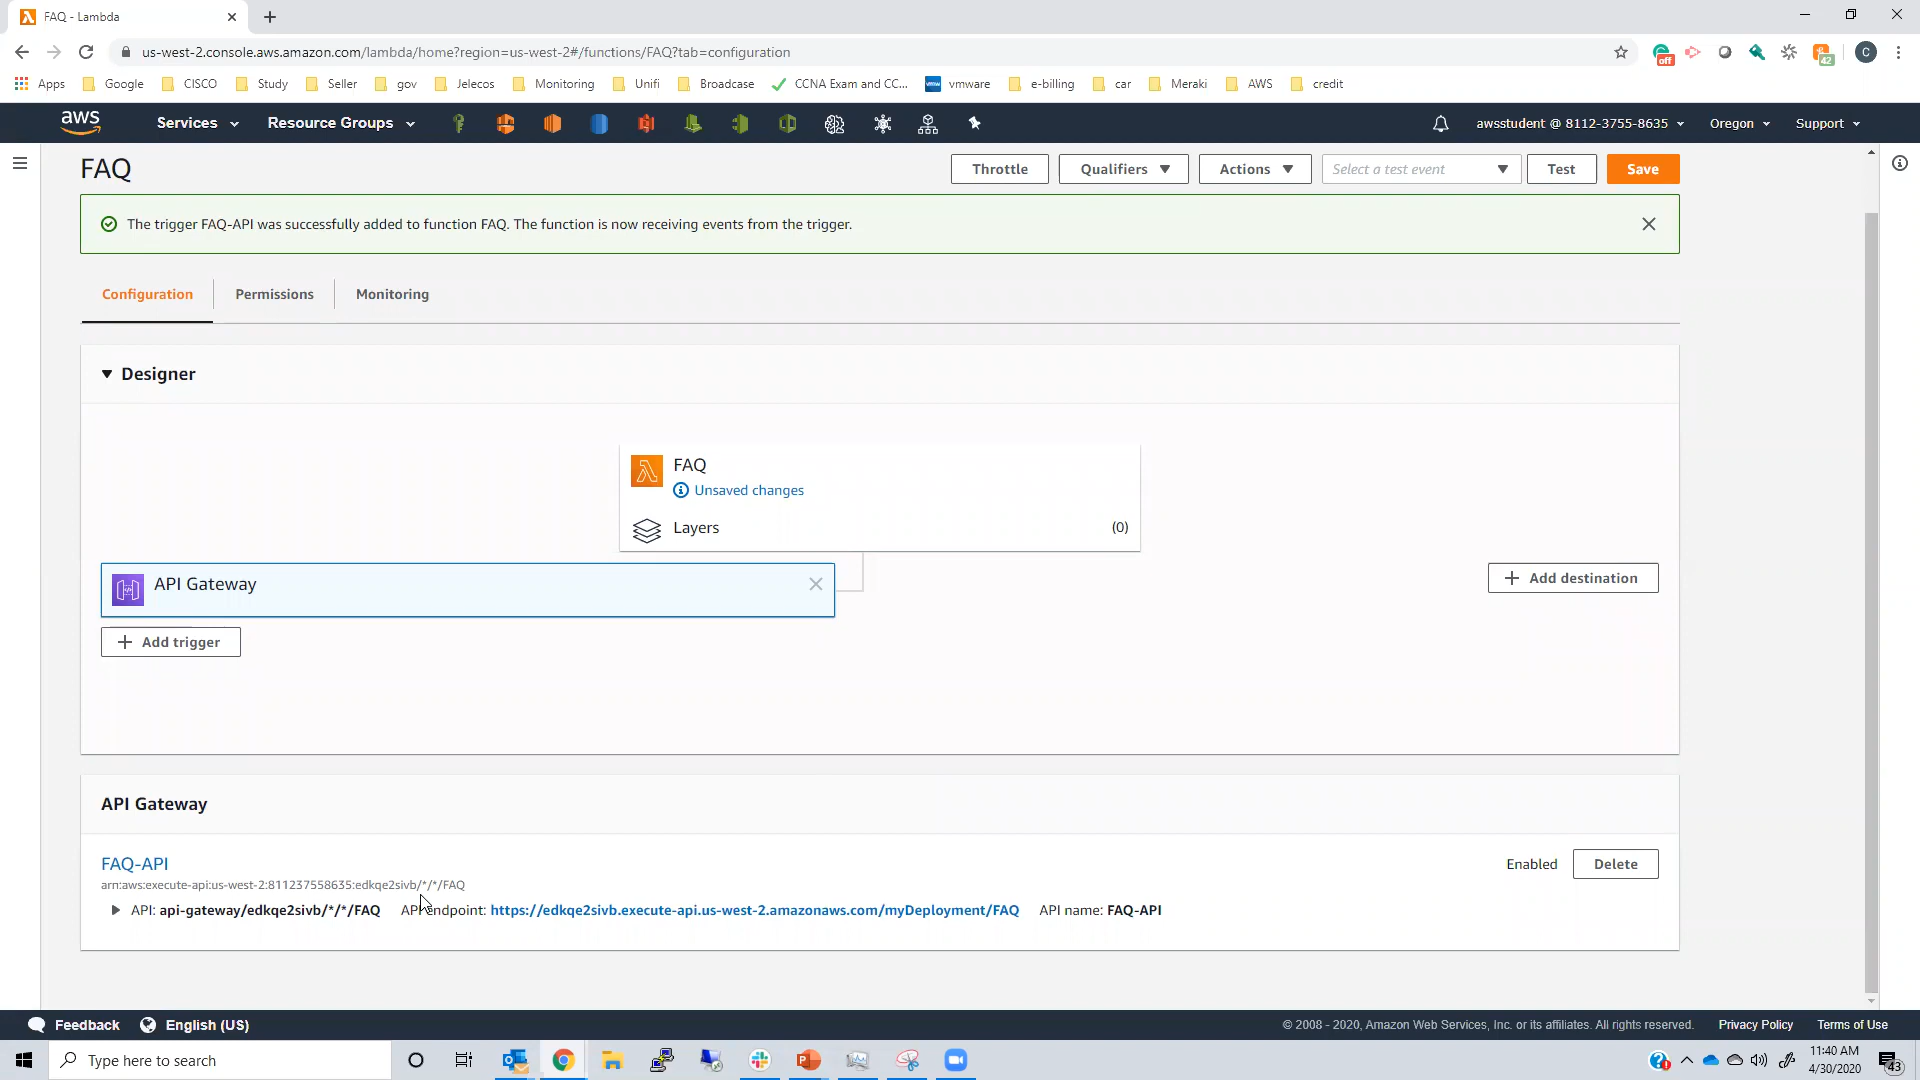 FAQ - Lambda
us-west-2.console.aws.amazon.com/lambda/home?region=us-west-2#/functions/FAQ?tab=configuration
off
42
C
Apps Google CISCO Study Seller gov Jelecos Monitoring Unifi Broadcase CCNA Exam and CC... vmware e-billing car Meraki AWS credit
aws Services Resource Groups awsstudent @ 8112-3755-8635 Oregon Support
FAQ Throttle Qualifiers Actions Select a test event Test Save
The trigger FAQ-API was successfully added to function FAQ. The function is now receiving events from the trigger.
Configuration Permissions Monitoring
Designer
FAQ
Unsaved changes
Layers (0)
API Gateway
Add destination
Add trigger
API Gateway
FAQ-API Enabled Delete
arn:aws:execute-api:us-west-2:811237558635:edkqe2sivb/*/*/FAQ
API: api-gateway/edkqe2sivb/*/*/FAQ API endpoint: https://edkqe2sivb.execute-api.us-west-2.amazonaws.com/myDeployment/FAQ API name: FAQ-API
Feedback English (US) © 2008 - 2020, Amazon Web Services, Inc. or its affiliates. All rights reserved. Privacy Policy Terms of Use
Type here to search
11:40 AM
4/30/2020
43